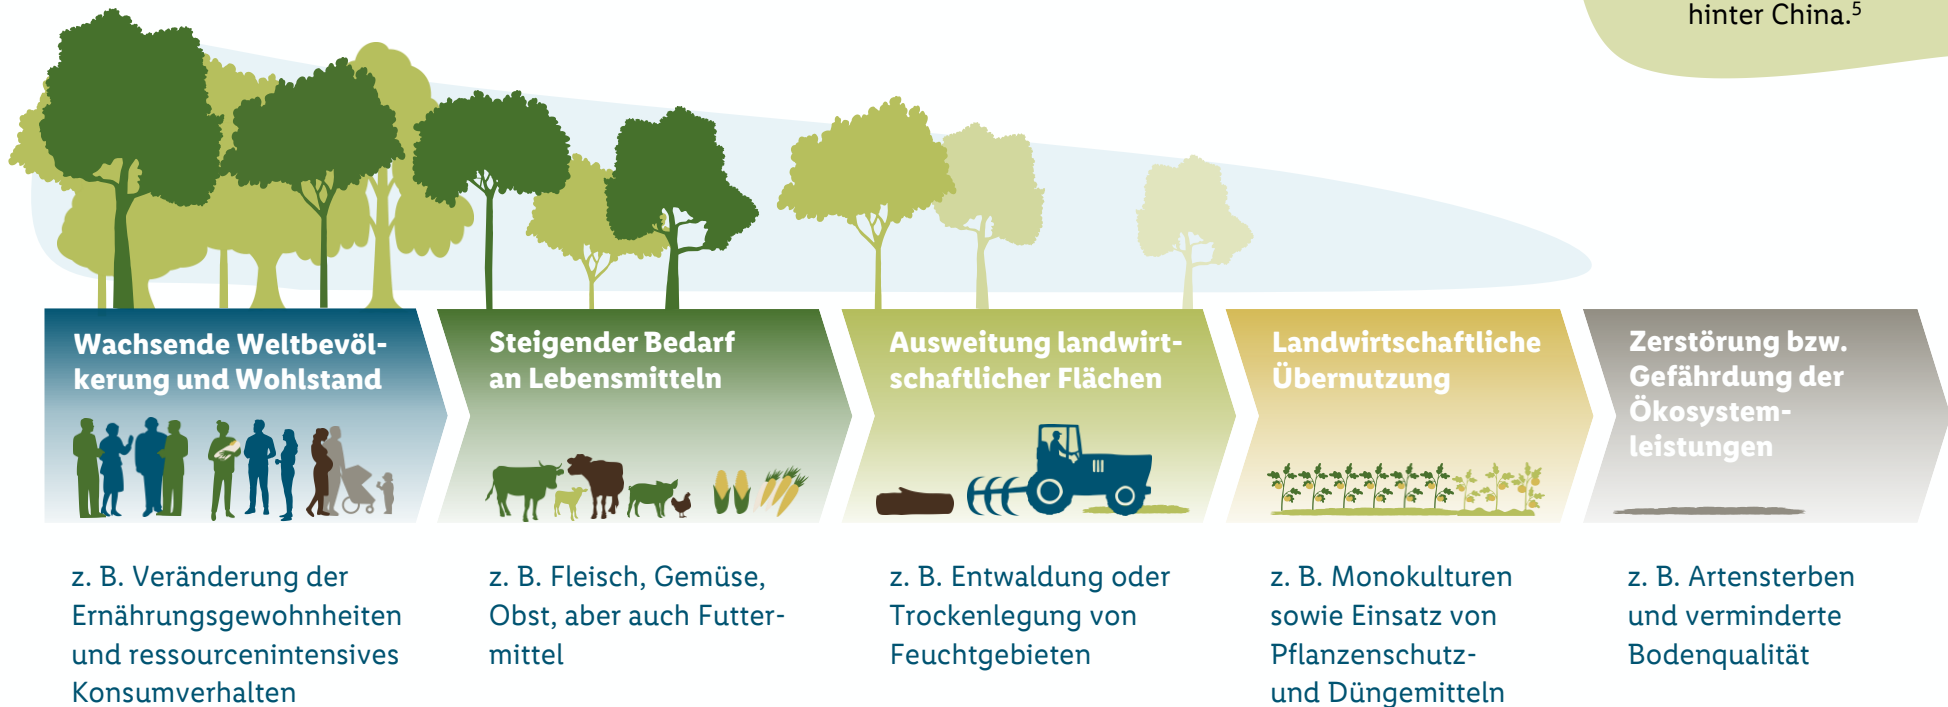 hinter China.⁵
Wachsende Weltbevöl-
kerung und Wohlstand
Steigender Bedarf
an Lebensmitteln
Ausweitung landwirt-
schaftlicher Flächen
Landwirtschaftliche
Übernutzung
Zerstörung bzw.
Gefährdung der
Ökosystem-
leistungen
z. B. Veränderung der
Ernährungsgewohnheiten
und ressourcenintensives
Konsumverhalten
z. B. Fleisch, Gemüse,
Obst, aber auch Futter-
mittel
z. B. Entwaldung oder
Trockenlegung von
Feuchtgebieten
z. B. Monokulturen
sowie Einsatz von
Pflanzenschutz-
und Düngemitteln
z. B. Artensterben
und verminderte
Bodenqualität